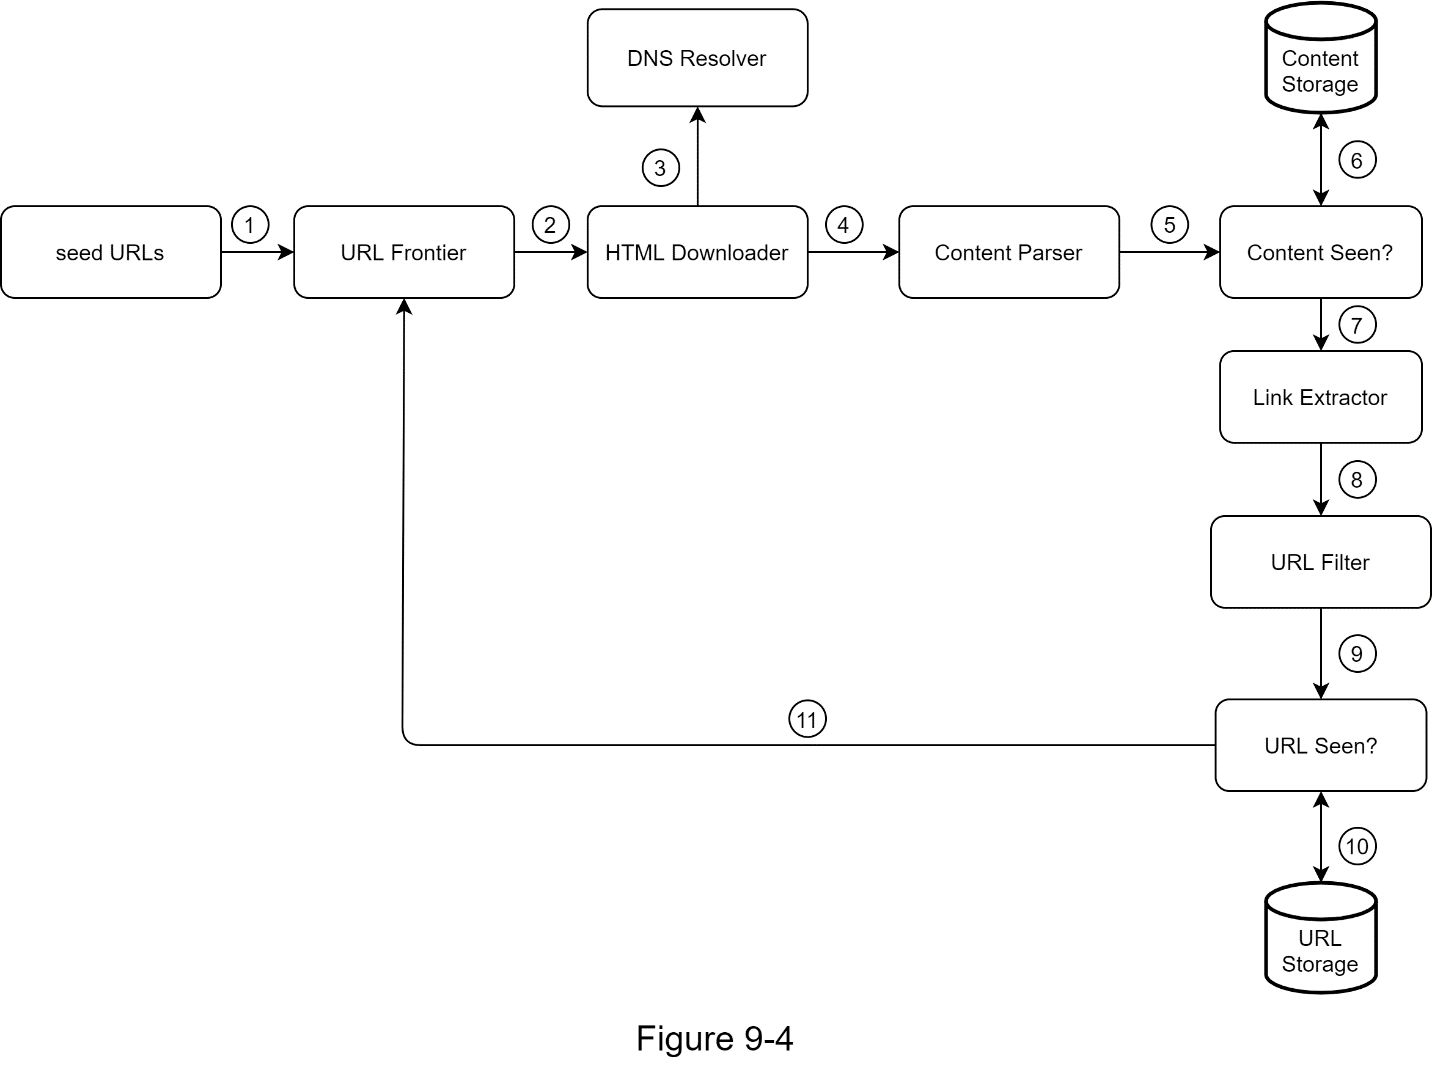 DNS Resolver
Content
Storage
3
6
seed URLs
1
URL Frontier
2
HTML Downloader
4
Content Parser
5
Content Seen?
7
Link Extractor
8
URL Filter
9
11
URL Seen?
10
URL
Storage
Figure 9-4